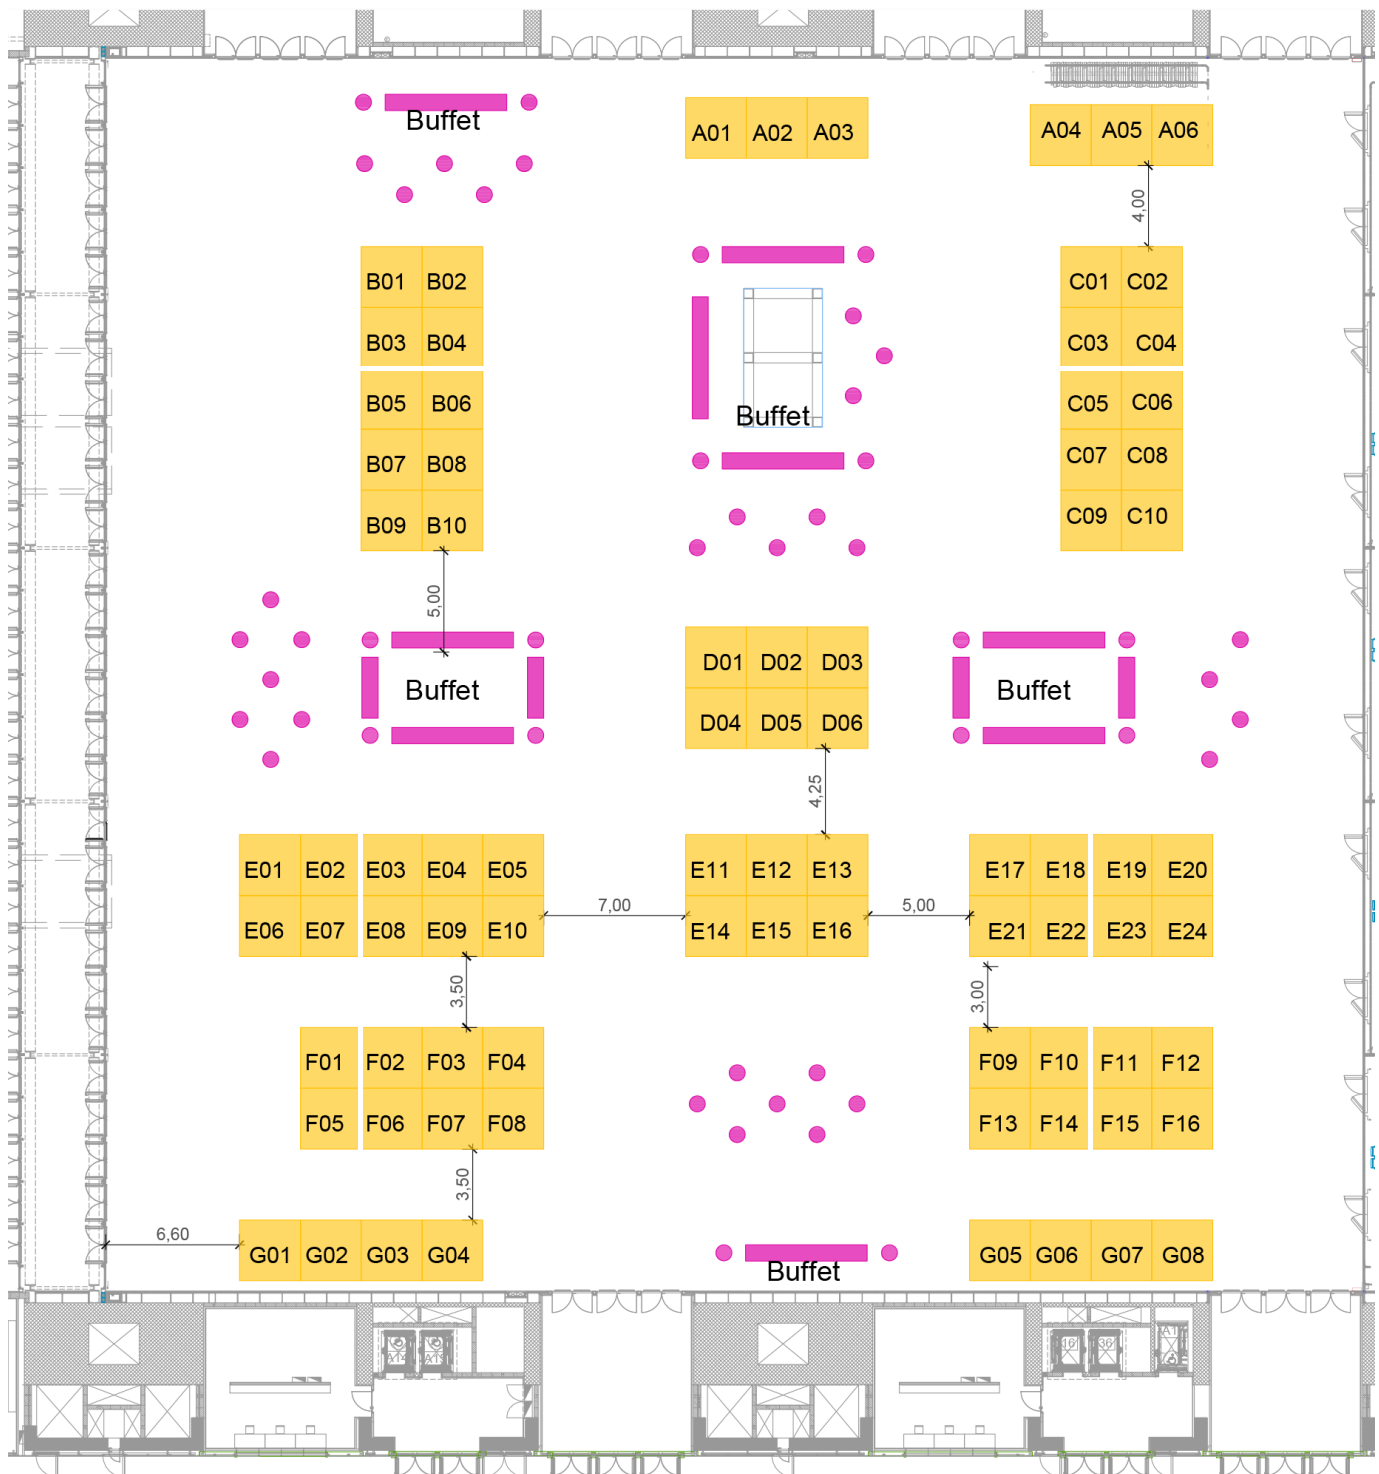 Buffet
A01 A02 A03
A04 A05 A06
4,00
B01 B02
C01 C02
B03 B04
C03 C04
B05 B06
Buffet
C05 C06
B07 B08
C07 C08
B09 B10
C09 C10
5,00
Buffet
D01 D02 D03
Buffet
D04 D05 D06
4,25
E01 E02 E03 E04 E05
E11 E12 E13
E17 E18 E19 E20
7,00
5,00
E06 E07 E08 E09 E10
E14 E15 E16
E21 E22 E23 E24
3,50
3,00
F01 F02 F03 F04
F09 F10 F11 F12
F05 F06 F07 F08
F13 F14 F15 F16
3,50
6,60
G01 G02 G03 G04
Buffet
G05 G06 G07 G08